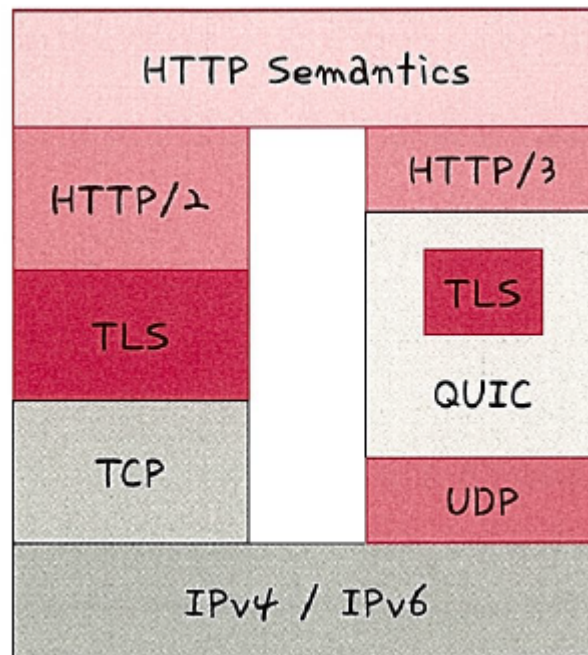 HTTP Semantics
HTTP/2
TLS
TCP
HTTP/3
TLS
QUIC
UDP
IPv4 / IPv6